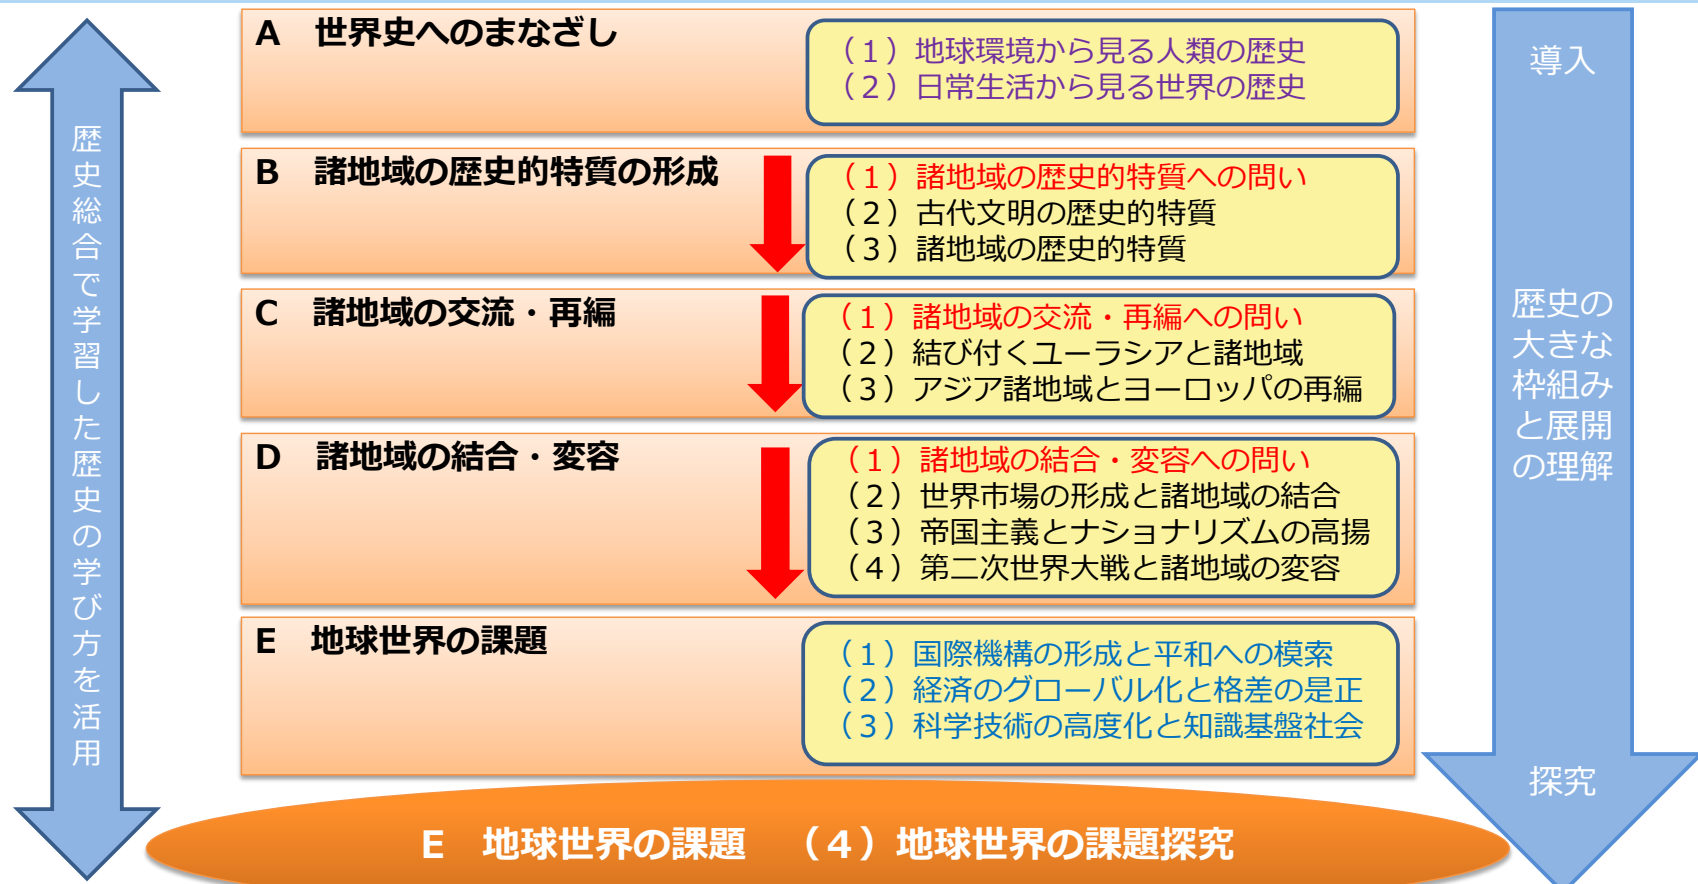 歴史総合で学習した歴史の学び方を活用
A 世界史へのまなざし
（１）地球環境から見る人類の歴史
（２）日常生活から見る世界の歴史
B 諸地域の歴史的特質の形成
（１）諸地域の歴史的特質への問い
（２）古代文明の歴史的特質
（３）諸地域の歴史的特質
C 諸地域の交流・再編
（１）諸地域の交流・再編への問い
（２）結び付くユーラシアと諸地域
（３）アジア諸地域とヨーロッパの再編
D 諸地域の結合・変容
（１）諸地域の結合・変容への問い
（２）世界市場の形成と諸地域の結合
（３）帝国主義とナショナリズムの高揚
（４）第二次世界大戦と諸地域の変容
E 地球世界の課題
（１）国際機構の形成と平和への模索
（２）経済のグローバル化と格差の是正
（３）科学技術の高度化と知識基盤社会
E 地球世界の課題 （４）地球世界の課題探究
導入
歴史の
大きな
枠組み
と展開
の理解
探究